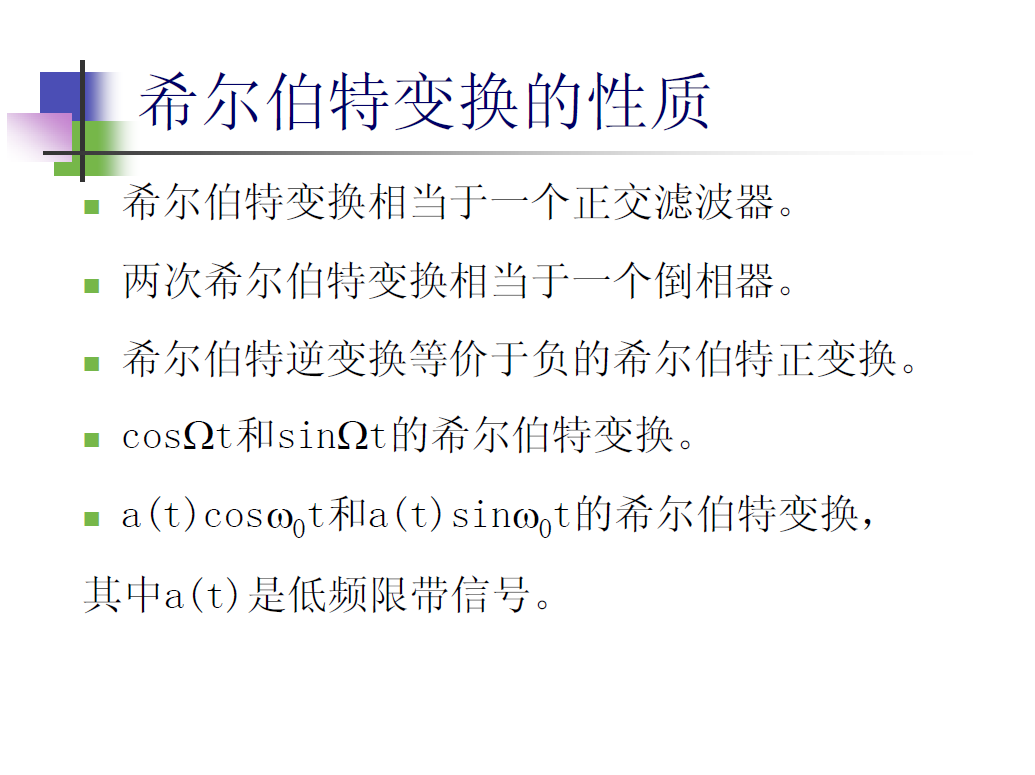 希尔伯特变换的性质
希尔伯特变换相当于一个正交滤波器。
两次希尔伯特变换相当于一个倒相器。
希尔伯特逆变换等价于负的希尔伯特正变换。
cosΩt和sinΩt的希尔伯特变换。
a(t)cosω₀t和a(t)sinω₀t的希尔伯特变换，
其中a(t)是低频限带信号。